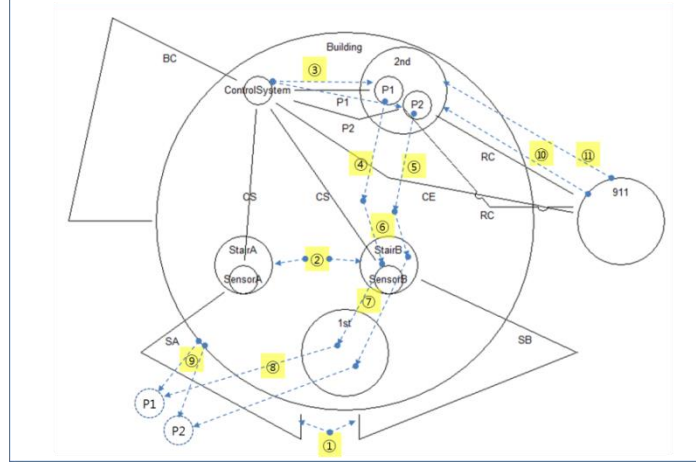 Building
BC
2nd
③
ControlSystem
P1
P1
P2
P2
④
⑤
RC
⑩
⑪
911
CS
CS
CE
RC
⑥
StairA
②
StairB
SensorA
SensorB
⑦
1st
SA
SB
⑨
⑧
P1
P2
①